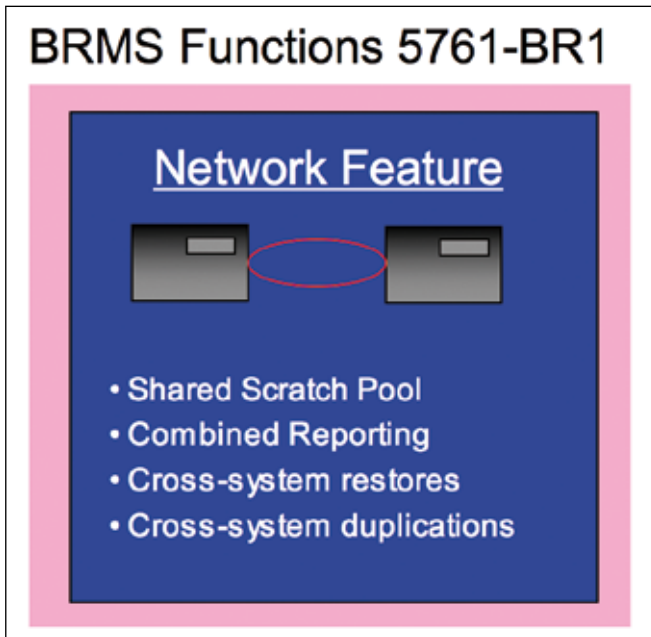 BRMS Functions 5761-BR1
Network Feature
• Shared Scratch Pool
• Combined Reporting
• Cross-system restores
• Cross-system duplications